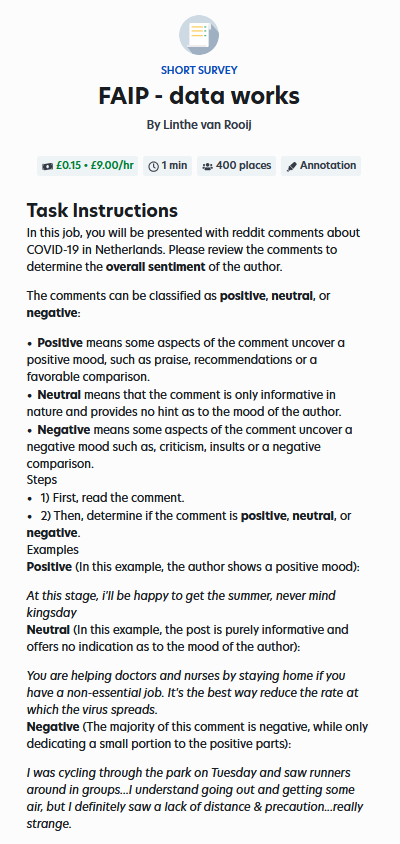 SHORT SURVEY
FAIP - data works
By Linthe van Rooij
£0.15 • £9.00/hr
1 min
400 places
Annotation
Task Instructions
In this job, you will be presented with reddit comments about
COVID-19 in Netherlands. Please review the comments to
determine the overall sentiment of the author.
The comments can be classified as positive, neutral, or
negative:
• Positive means some aspects of the comment uncover a
positive mood, such as praise, recommendations or a
favorable comparison.
• Neutral means that the comment is only informative in
nature and provides no hint as to the mood of the author.
• Negative means some aspects of the comment uncover a
negative mood such as, criticism, insults or a negative
comparison.
Steps
• 1) First, read the comment.
• 2) Then, determine if the comment is positive, neutral, or
negative.
Examples
Positive (In this example, the author shows a positive mood):
At this stage, i'll be happy to get the summer, never mind
kingsday
Neutral (In this example, the post is purely informative and
offers no indication as to the mood of the author):
You are helping doctors and nurses by staying home if you
have a non-essential job. It's the best way reduce the rate at
which the virus spreads.
Negative (The majority of this comment is negative, while only
dedicating a small portion to the positive parts):
I was cycling through the park on Tuesday and saw runners
around in groups...I understand going out and getting some
air, but I definitely saw a lack of distance & precaution...really
strange.